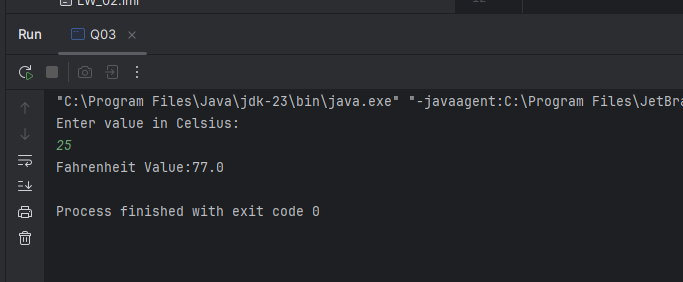 LW_02.iml
12
Run
Q03
"C:\Program Files\Java\jdk-23\bin\java.exe" "-javaagent:C:\Program Files\JetBra
Enter value in Celsius:
25
Fahrenheit Value:77.0
Process finished with exit code 0